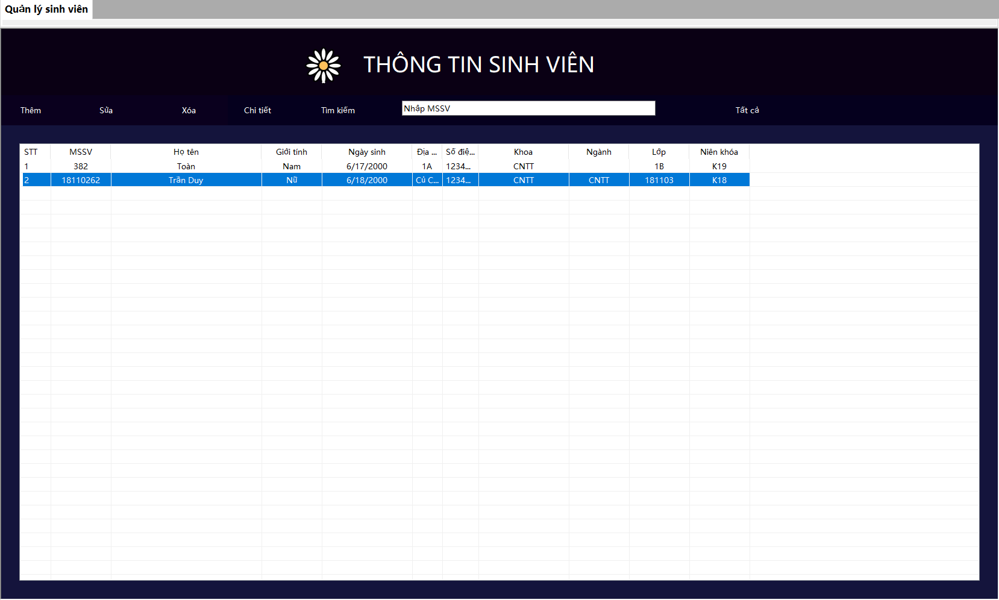 Quản lý sinh viên
THÔNG TIN SINH VIÊN
Thêm Sửa Xóa Chi tiết Tìm kiếm Nhập MSSV Tất cả
STT MSSV Họ tên Giới tính Ngày sinh Địa ... Số điệ... Khoa Ngành Lớp Niên khóa
1 382 Toàn Nam 6/17/2000 1A 1234... CNTT 1B K19
2 18110262 Trần Duy Nữ 6/18/2000 Củ C... 1234... CNTT CNTT 181103 K18